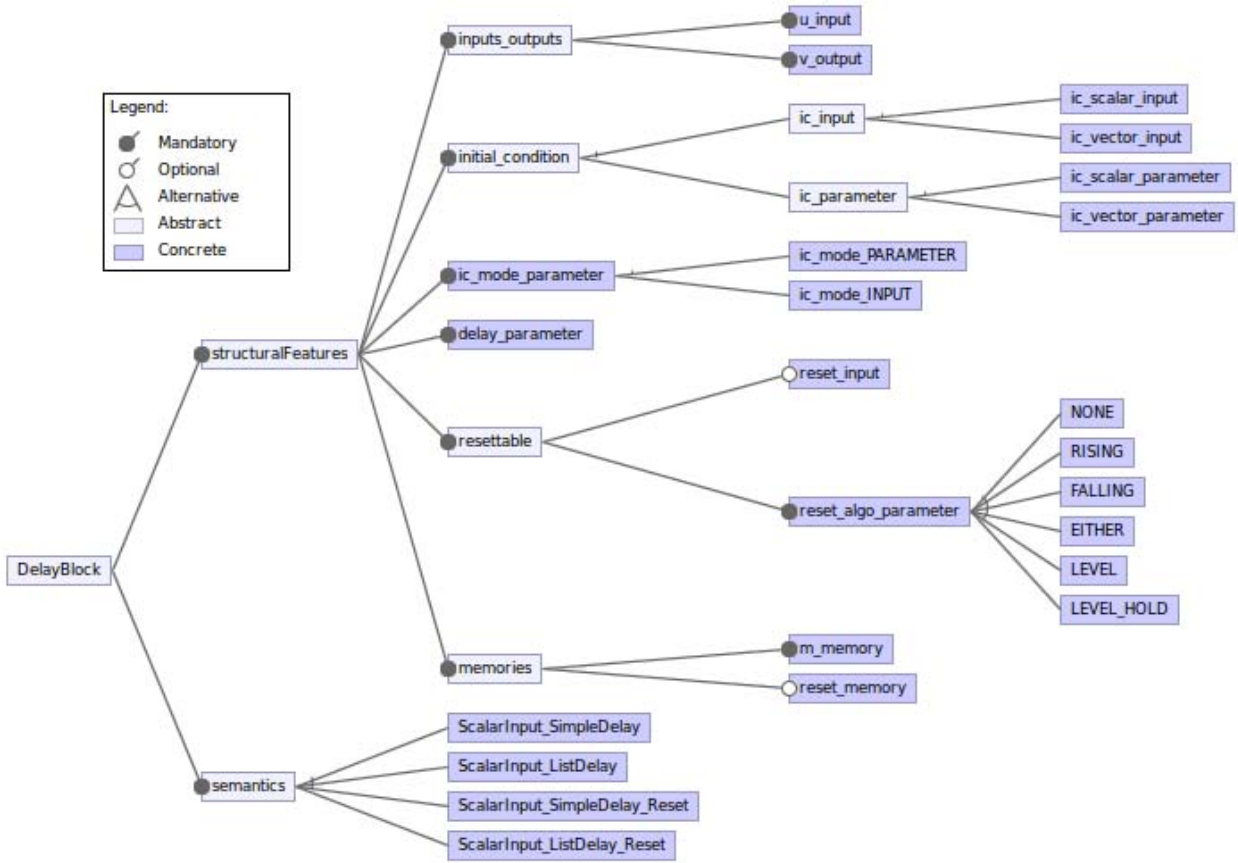 Legend:
Mandatory
Optional
Alternative
Abstract
Concrete
DelayBlock
structuralFeatures
inputs_outputs
u_input
v_output
initial_condition
ic_input
ic_scalar_input
ic_vector_input
ic_parameter
ic_scalar_parameter
ic_vector_parameter
ic_mode_parameter
ic_mode_PARAMETER
ic_mode_INPUT
delay_parameter
resettable
reset_input
reset_algo_parameter
NONE
RISING
FALLING
EITHER
LEVEL
LEVEL_HOLD
memories
m_memory
reset_memory
semantics
ScalarInput_SimpleDelay
ScalarInput_ListDelay
ScalarInput_SimpleDelay_Reset
ScalarInput_ListDelay_Reset